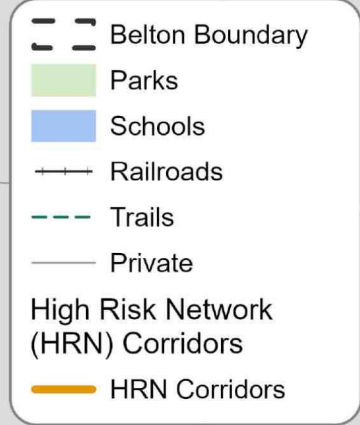 Belton Boundary
Parks
Schools
Railroads
Trails
Private
High Risk Network
(HRN) Corridors
HRN Corridors